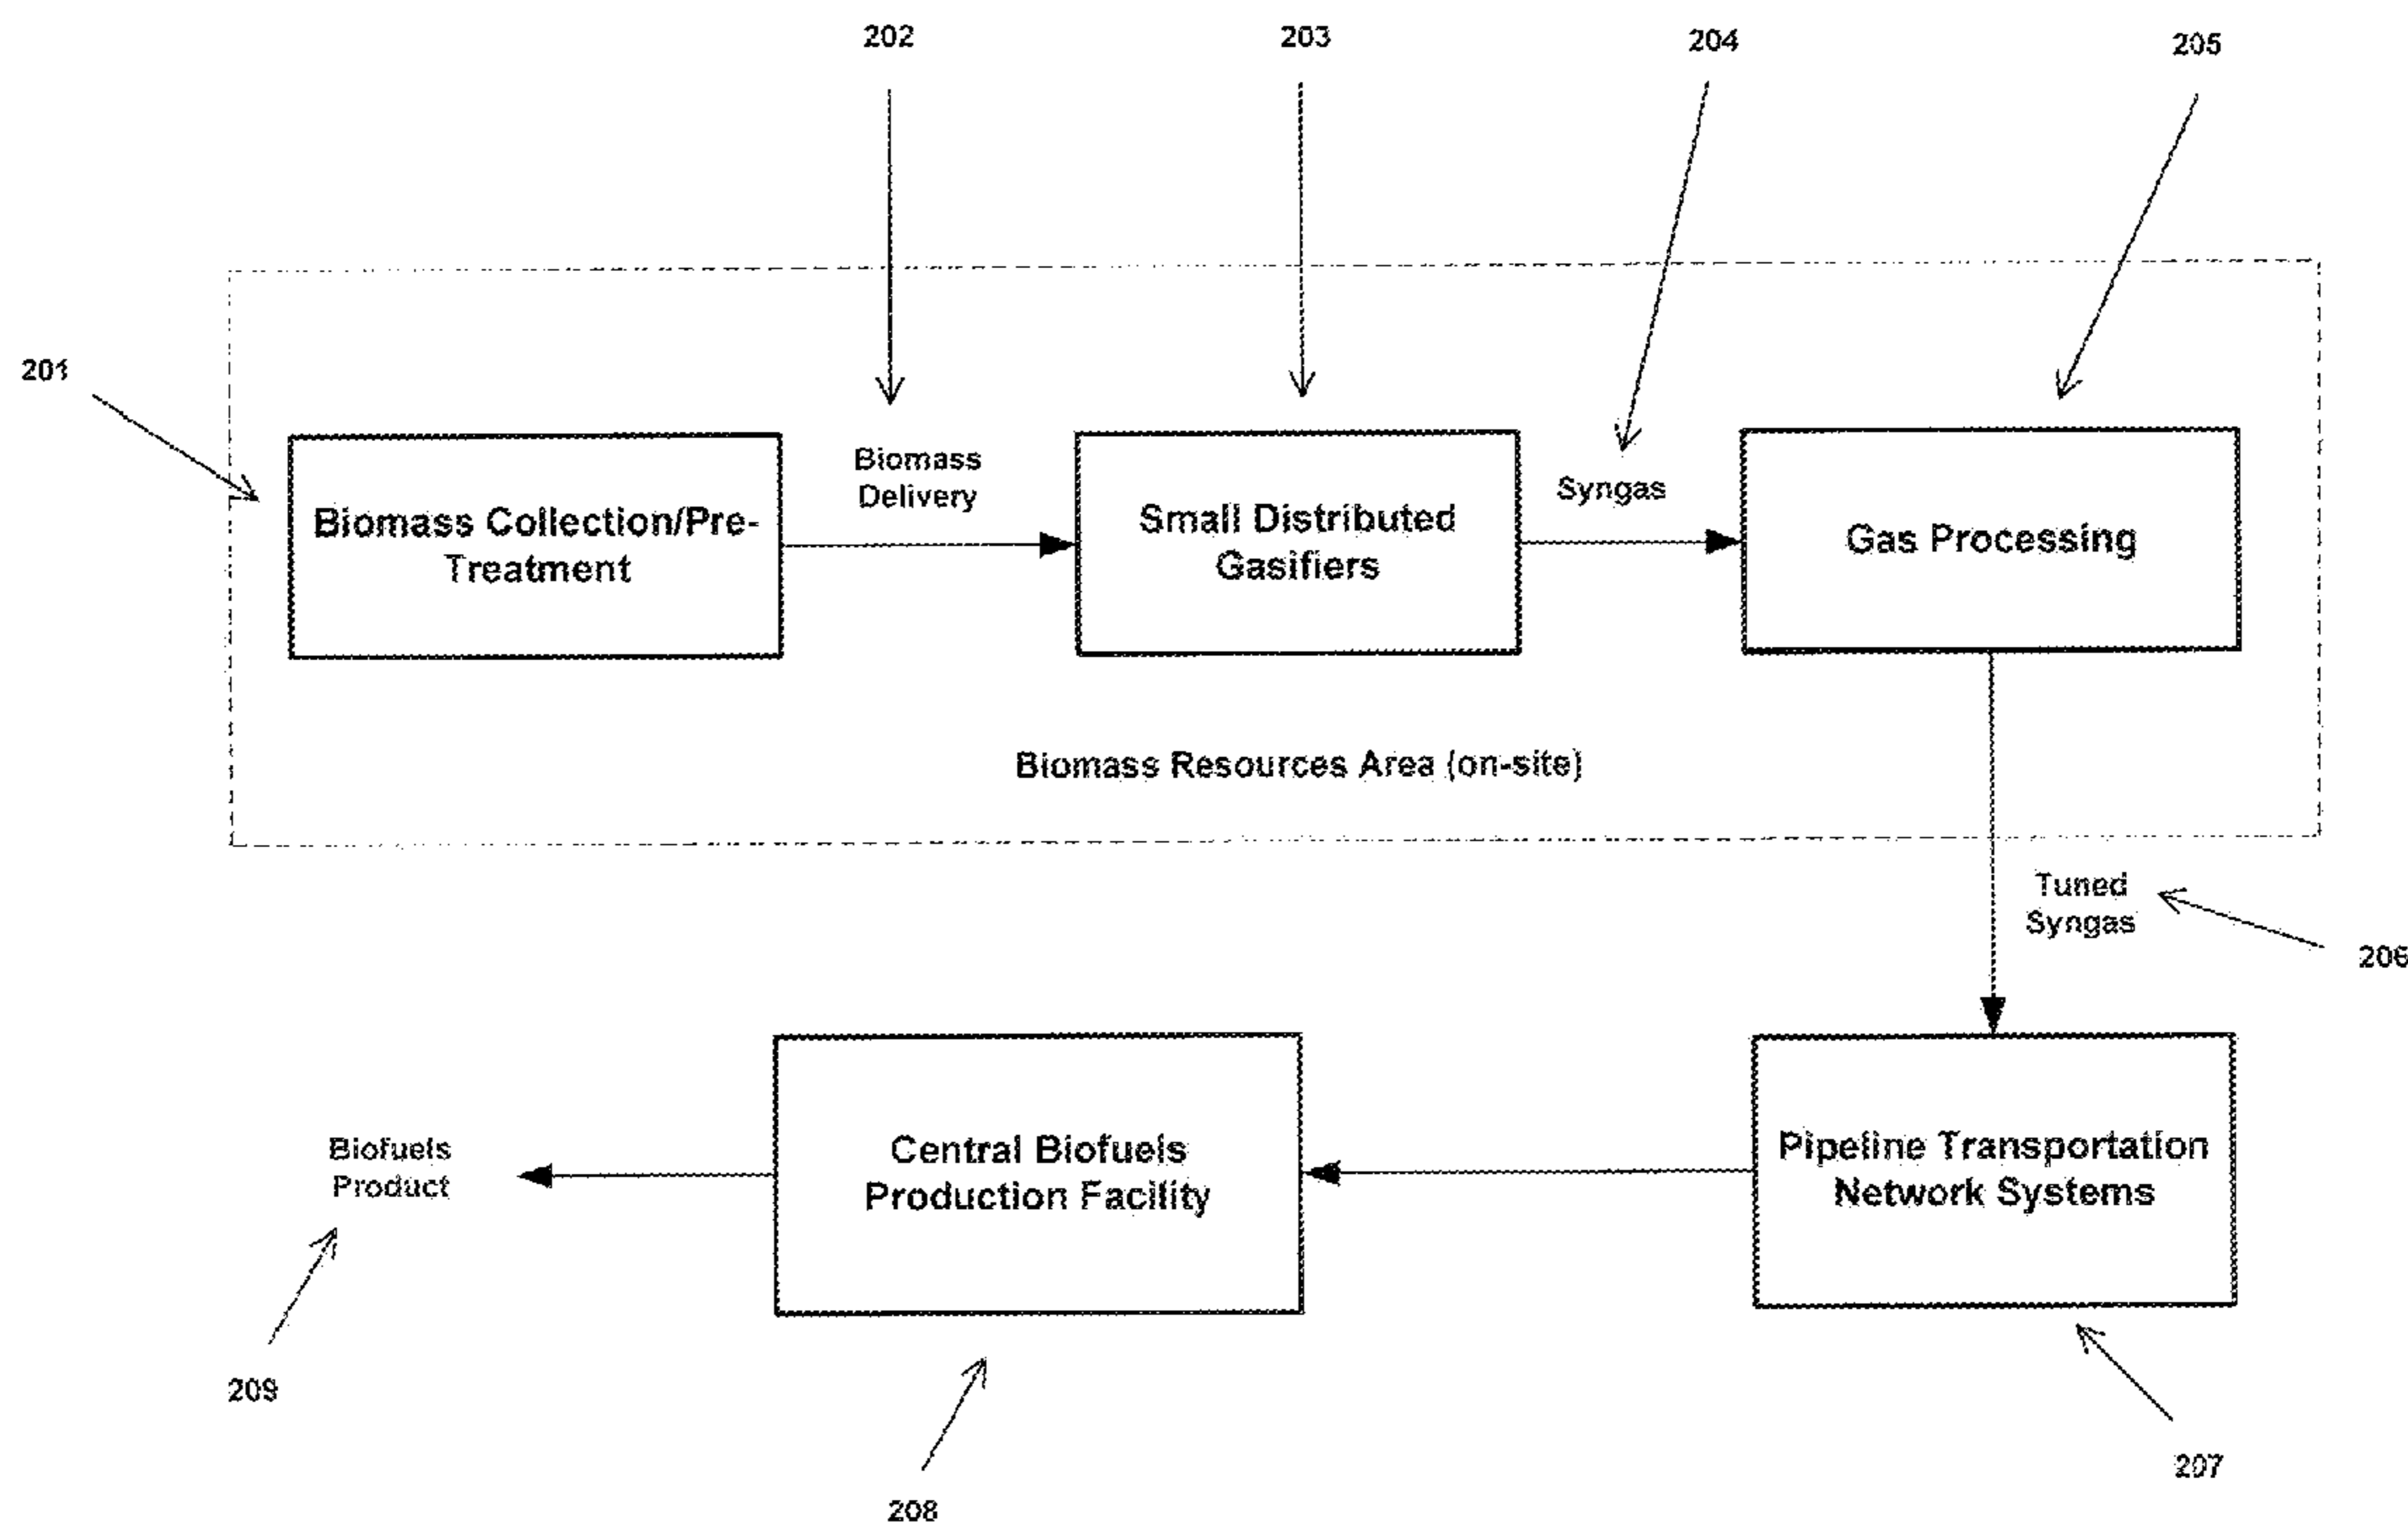 202
203
204
205
201
Biomass Collection/Pre-
Treatment
Biomass
Delivery
Small Distributed
Gasifiers
Syngas
Gas Processing
Biomass Resources Area (on-site)
Tuned
Syngas
206
Biofuels
Product
Central Biofuels
Production Facility
Pipeline Transportation
Network Systems
209
208
207